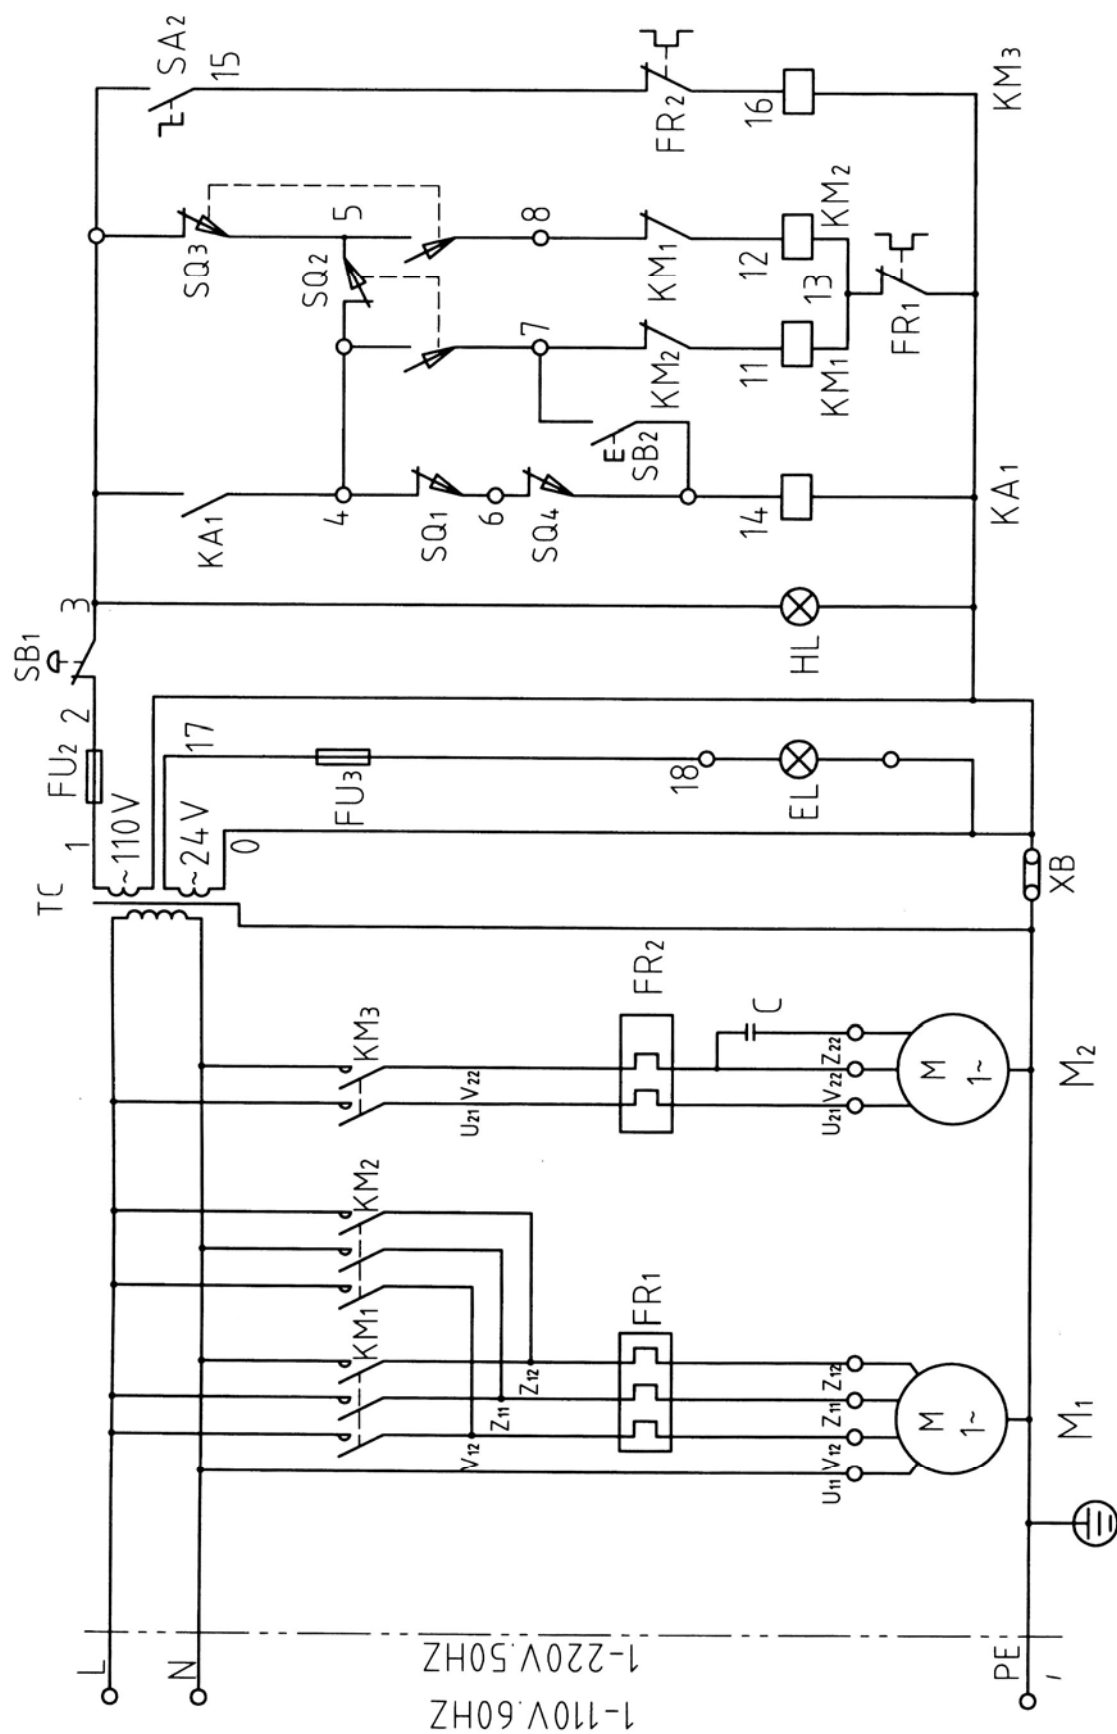 L
N
PE
1-220V.50HZ
1-110V.60HZ
U11 V12 Z11 Z12
V12
Z11
Z12
KM1
KM2
FR1
M
1~
M1
KM3
U21 V22
FR2
C
U21 V22 Z22
M
1~
M2
TC
1
~110V
~24V
0
FU2
2
17
FU3
18
EL
XB
SB1
3
HL
KA1
4
SQ1
6
SQ4
SB2
14
KA1
SQ3
5
SQ2
7
8
KM2
KM1
11
12
KM1
KM2
13
FR1
SA2
15
FR2
16
KM3